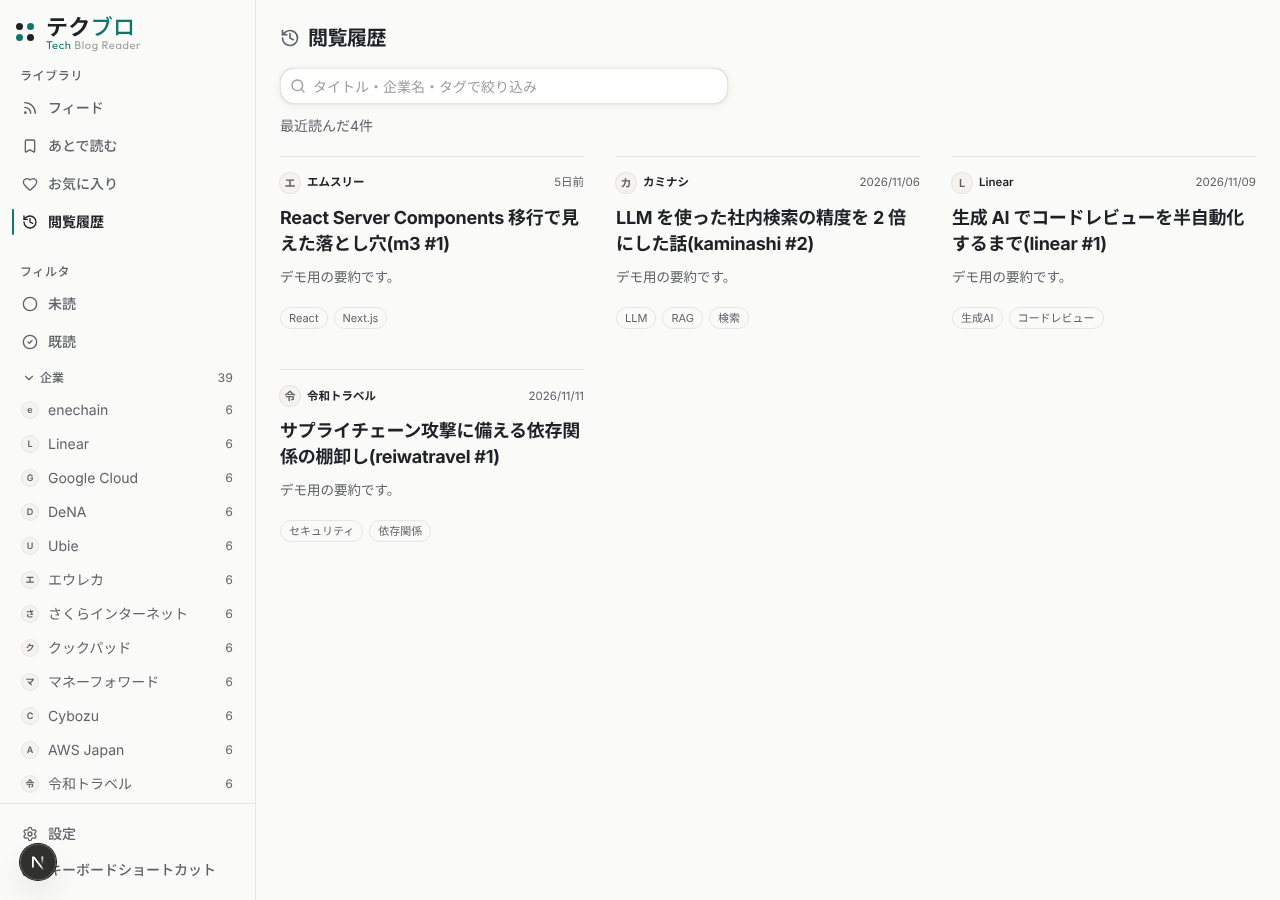 テクブロ
Tech Blog Reader
ライブラリ
フィード
あとで読む
お気に入り
閲覧履歴
フィルタ
未読
既読
企業 39
e enechain 6
L Linear 6
G Google Cloud 6
D DeNA 6
U Ubie 6
エ エウレカ 6
さ さくらインターネット 6
ク クックパッド 6
マ マネーフォワード 6
C Cybozu 6
A AWS Japan 6
令 令和トラベル 6
設定
キーボードショートカット
N
閲覧履歴
タイトル・企業名・タグで絞り込み
最近読んだ4件
エ エムスリー 5日前
React Server Components 移行で見
えた落とし穴(m3 #1)
デモ用の要約です。
React Next.js
カ カミナシ 2026/11/06
LLM を使った社内検索の精度を 2 倍
にした話(kaminashi #2)
デモ用の要約です。
LLM RAG 検索
L Linear 2026/11/09
生成 AI でコードレビューを半自動化
するまで(linear #1)
デモ用の要約です。
生成AI コードレビュー
令 令和トラベル 2026/11/11
サプライチェーン攻撃に備える依存関
係の棚卸し(reiwatravel #1)
デモ用の要約です。
セキュリティ 依存関係